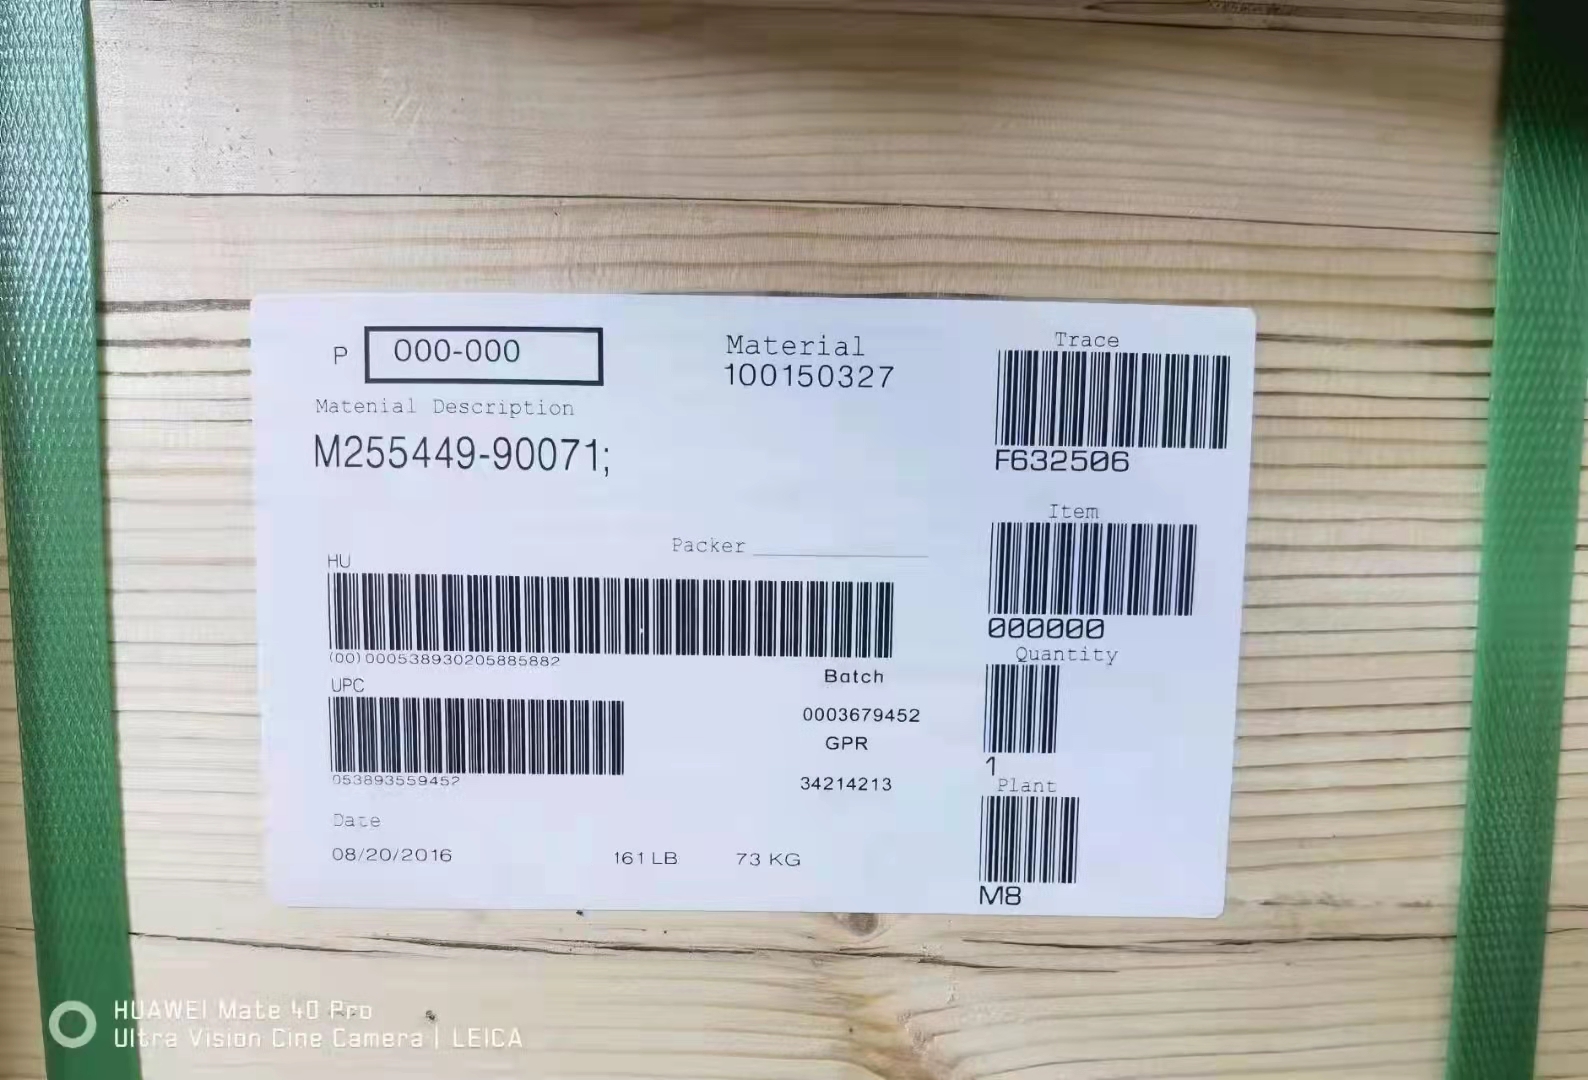 P 000-000
Material
100150327
Trace
F632506
Matenial Description
M255449-90071;
Item
000000
Packer
HU
(00)000538930205885882
UPC
053893559452
Batch
0003679452
GPR
34214213
Quantity
1
Plant
M8
Date
08/20/2016 161 LB 73 KG
HUAWEI Mate 40 Pro
Ultra Vision Cine Camera | LEICA